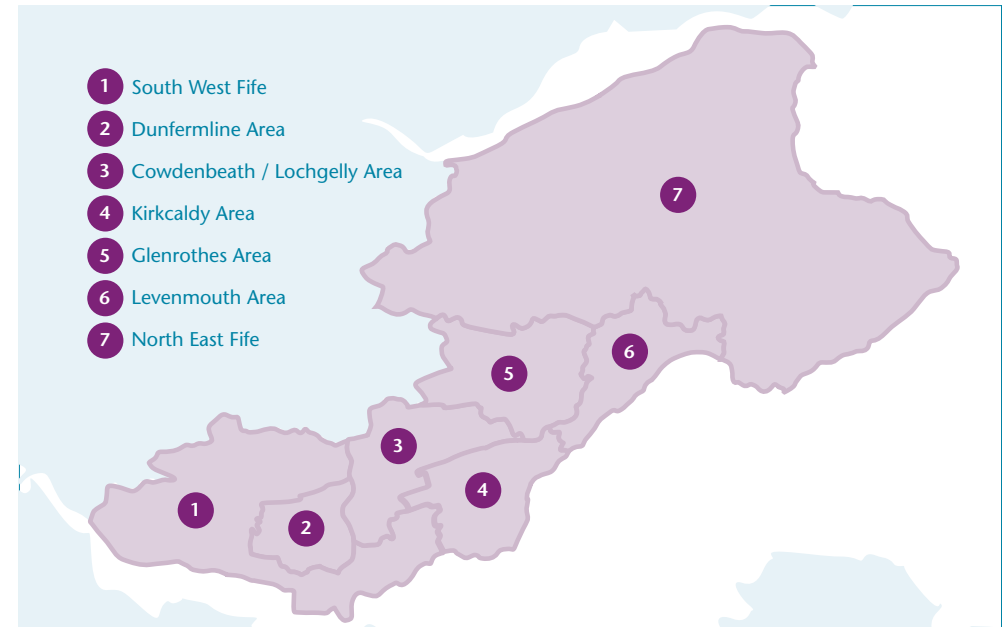 1 South West Fife
2 Dunfermline Area
3 Cowdenbeath / Lochgelly Area
4 Kirkcaldy Area
5 Glenrothes Area
6 Levenmouth Area
7 North East Fife
7
6
5
3
4
1
2